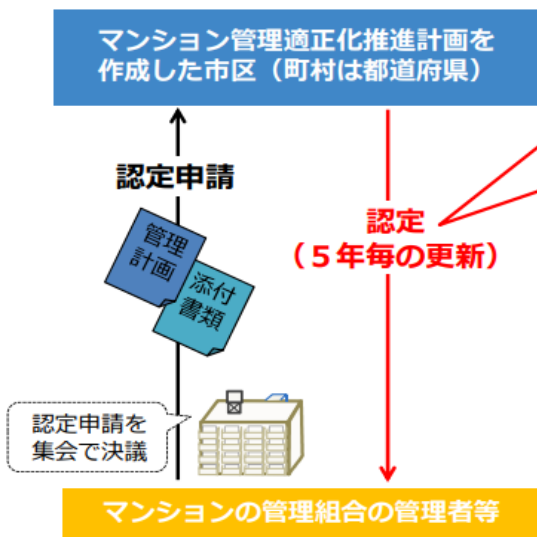 マンション管理適正化推進計画を
作成した市区（町村は都道府県）
認定申請
認定
（５年毎の更新）
管理
計画
添付
書類
認定申請を
集会で決議
マンションの管理組合の管理者等